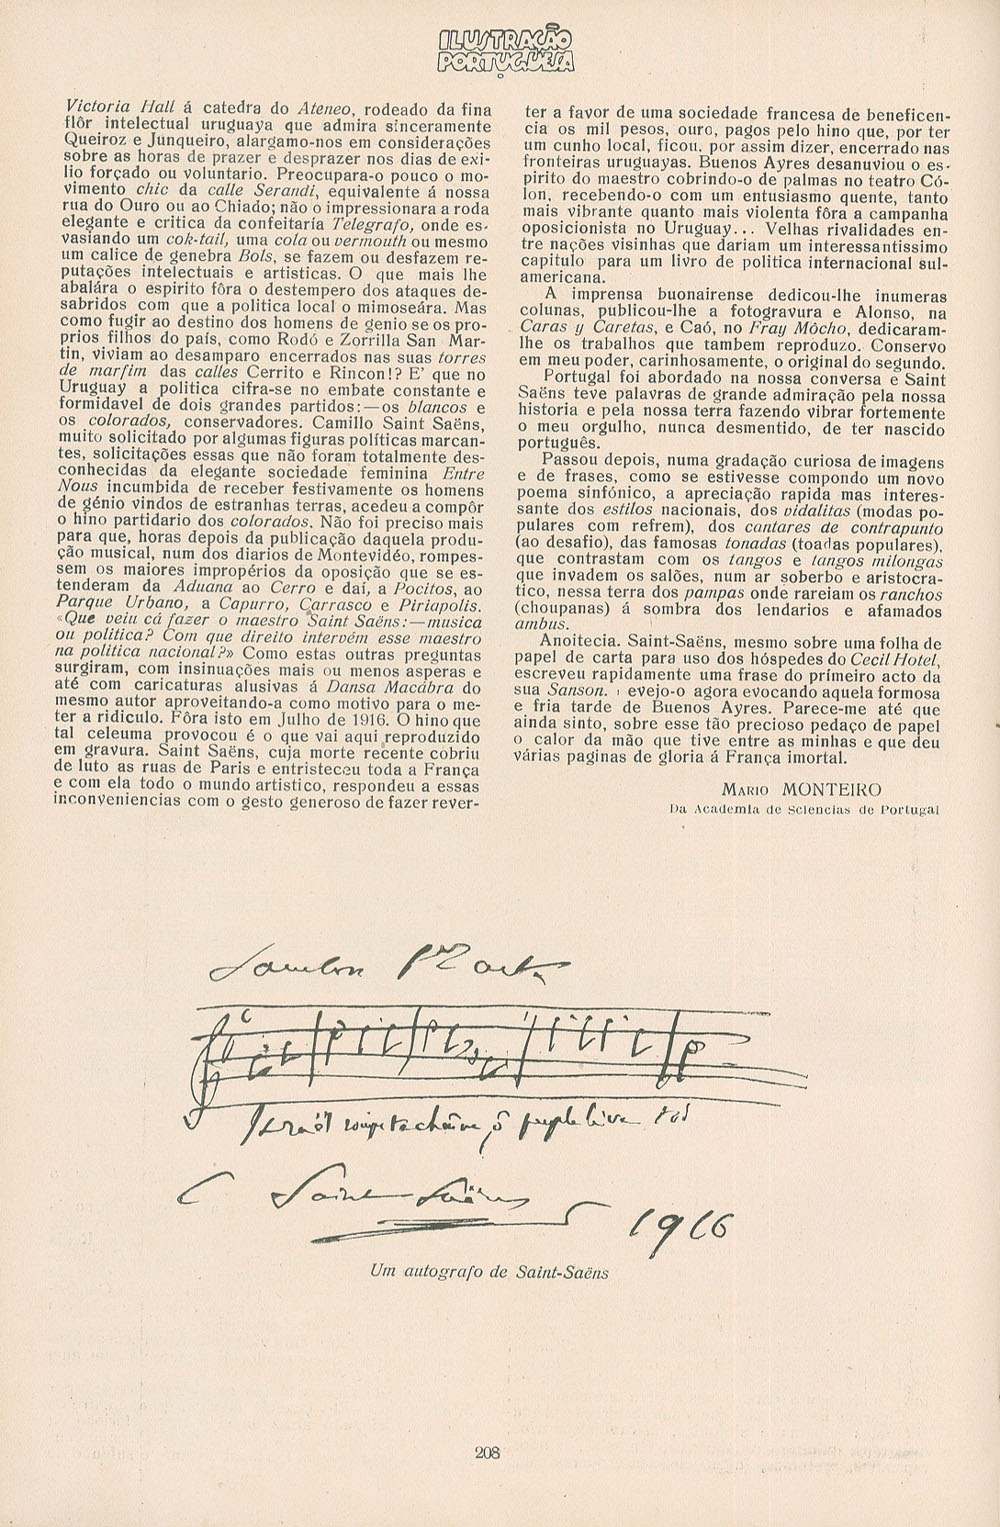 ILUSTRAÇÃO
PORTUGUESA
Victoria Hall á catedra do Ateneo, rodeado da fina
flôr intelectual uruguaya que admira sinceramente
Queiroz e Junqueiro, alargamo-nos em considerações
sobre as horas de prazer e desprazer nos dias de exi-
lio forçado ou voluntario. Preocupara-o pouco o mo-
vimento chic da calle Serandi, equivalente á nossa
rua do Ouro ou ao Chiado; não o impressionara a roda
elegante e critica da confeitaría Telegrafo, onde es-
vasiando um cok-tail, uma cola ou vermouth ou mesmo
um calice de genebra Bols, se fazem ou desfazem re-
putações intelectuais e artisticas. O que mais lhe
abalára o espirito fôra o destempero dos ataques de-
sabridos com que a politica local o mimoseára. Mas
como fugir ao destino dos homens de genio se os pro-
prios filhos do país, como Rodó e Zorrilla San Mar-
tin, viviam ao desamparo encerrados nas suas torres
de marfim das calles Cerrito e Rincon!? E' que no
Uruguay a politica cifra-se no embate constante e
formidavel de dois grandes partidos:—os blancos e
os colorados, conservadores. Camillo Saint Saëns,
muito solicitado por algumas figuras políticas marcan-
tes, solicitações essas que não foram totalmente des-
conhecidas da elegante sociedade feminina Entre
Nous incumbida de receber festivamente os homens
de génio vindos de estranhas terras, acedeu a compôr
o hino partidario dos colorados. Não foi preciso mais
para que, horas depois da publicação daquela produ-
ção musical, num dos diarios de Montevidéo, rompes-
sem os maiores impropérios da oposição que se es-
tenderam da Aduana ao Cerro e daí, a Pocitos, ao
Parque Urbano, a Capurro, Carrasco e Piriapolis.
«Que veiu cá fazer o maestro Saint Saëns:—musica
ou politica? Com que direito intervém esse maestro
na politica nacional?» Como estas outras preguntas
surgiram, com insinuações mais ou menos asperas e
até com caricaturas alusivas á Dansa Macábra do
mesmo autor aproveitando-a como motivo para o me-
ter a ridiculo. Fôra isto em Julho de 1916. O hino que
tal celeuma provocou é o que vai aqui reproduzido
em gravura. Saint Saëns, cuja morte recente cobriu
de luto as ruas de Paris e entristeceu toda a França
e com ela todo o mundo artistico, respondeu a essas
inconveniencias com o gesto generoso de fazer rever-
ter a favor de uma sociedade francesa de beneficen-
cia os mil pesos, ouro, pagos pelo hino que, por ter
um cunho local, ficou, por assim dizer, encerrado nas
fronteiras uruguayas. Buenos Ayres desanuviou o es-
pirito do maestro cobrindo-o de palmas no teatro Có-
lon, recebendo-o com um entusiasmo quente, tanto
mais vibrante quanto mais violenta fôra a campanha
oposicionista no Uruguay... Velhas rivalidades en-
tre nações visinhas que dariam um interessantissimo
capitulo para um livro de politica internacional sul-
americana.
A imprensa buonairense dedicou-lhe inumeras
colunas, publicou-lhe a fotogravura e Alonso, na
Caras y Caretas, e Caó, no Fray Môcho, dedicaram-
lhe os trabalhos que tambem reproduzo. Conservo
em meu poder, carinhosamente, o original do segundo.
Portugal foi abordado na nossa conversa e Saint
Saëns teve palavras de grande admiração pela nossa
historia e pela nossa terra fazendo vibrar fortemente
o meu orgulho, nunca desmentido, de ter nascido
português.
Passou depois, numa gradação curiosa de imagens
e de frases, como se estivesse compondo um novo
poema sinfónico, a apreciação rapida mas interes-
sante dos estilos nacionais, dos vidalitas (modas po-
pulares com refrem), dos cantares de contrapunto
(ao desafio), das famosas tonadas (toadas populares),
que contrastam com os tangos e tangos milongas
que invadem os salões, num ar soberbo e aristocra-
tico, nessa terra dos pampas onde rareiam os ranchos
(choupanas) á sombra dos lendarios e afamados
ambus.
Anoitecia. Saint-Saëns, mesmo sobre uma folha de
papel de carta para uso dos hóspedes do Cecil Hotel,
escreveu rapidamente uma frase do primeiro acto da
sua Sanson. evejo-o agora evocando aquela formosa
e fria tarde de Buenos Ayres. Parece-me até que
ainda sinto, sobre esse tão precioso pedaço de papel
o calor da mão que tive entre as minhas e que deu
várias paginas de gloria á França imortal.
MARIO MONTEIRO
Da Academia de Sciencias de Portugal
Israël romps ta chaîne, ô peuple lève toi
C Saint-Saëns
1916
Um autografo de Saint-Saëns
208